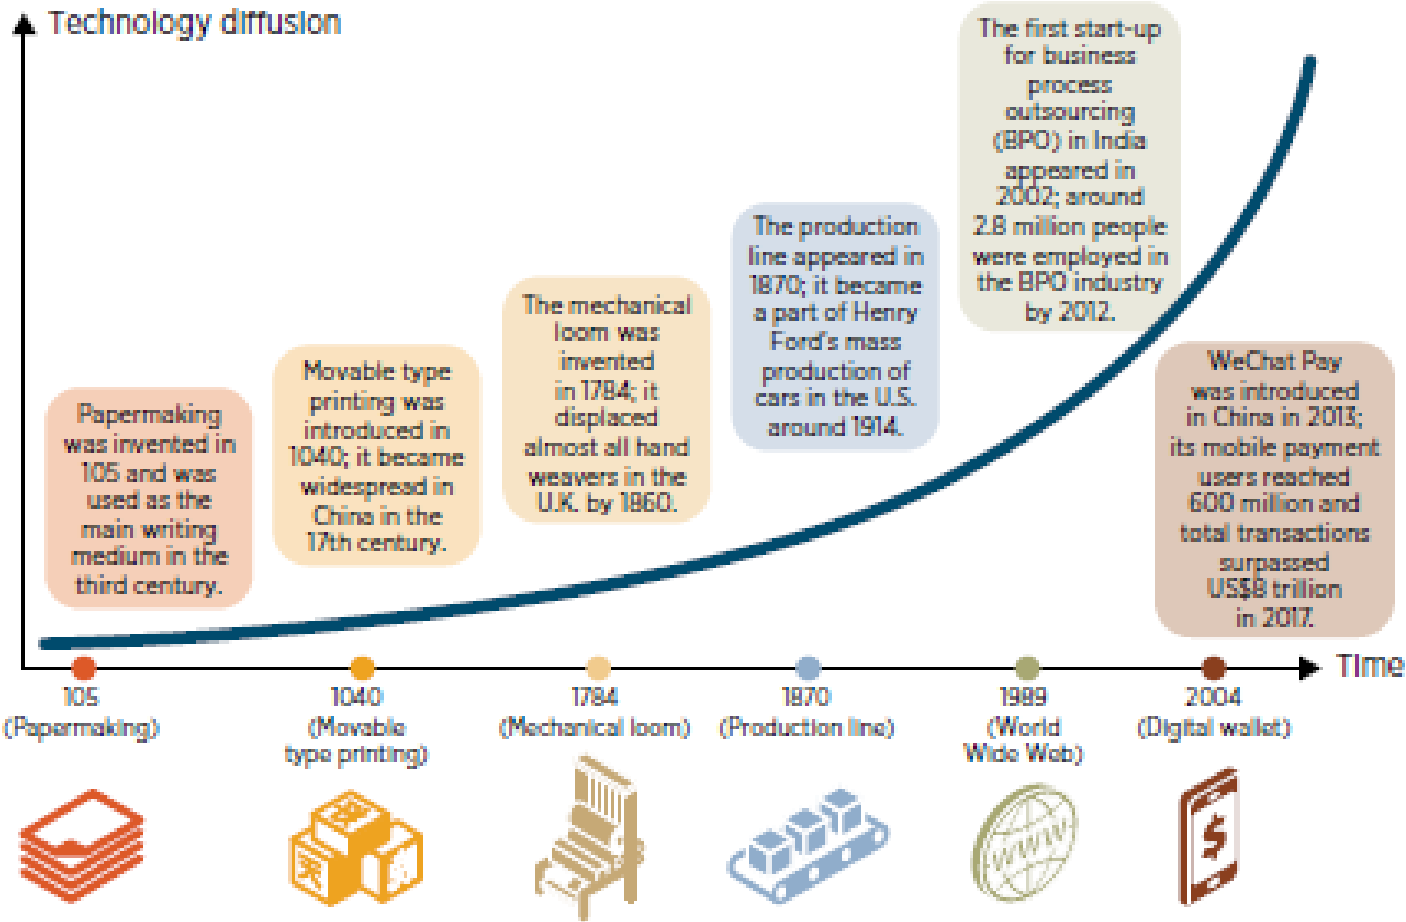 Technology diffusion
Papermaking
was invented in
105 and was
used as the
main writing
medium in the
third century.
Movable type
printing was
introduced in
1040; it became
widespread in
China in the
17th century.
The mechanical
loom was
invented
in 1784; it
displaced
almost all hand
weavers in the
U.K. by 1860.
The production
line appeared in
1870; it became
a part of Henry
Ford's mass
production of
cars in the U.S.
around 1914.
The first start-up
for business
process
outsourcing
(BPO) in India
appeared in
2002; around
2.8 million people
were employed in
the BPO industry
by 2012.
WeChat Pay
was introduced
in China in 2013;
its mobile payment
users reached
600 million and
total transactions
surpassed
US$8 trillion
in 2017.
Time
105
(Papermaking)
1040
(Movable
type printing)
1784
(Mechanical loom)
1870
(Production line)
1989
(World
Wide Web)
2004
(Digital wallet)
www
$